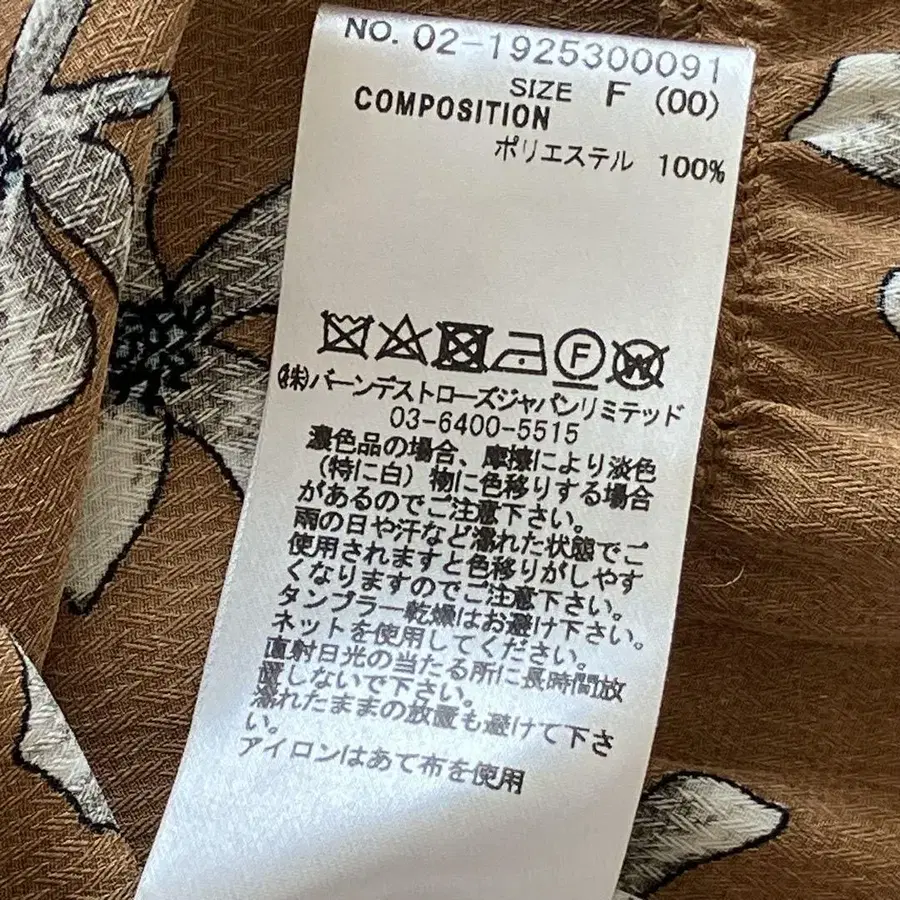 NO. 02-1925300091
SIZE F (00)
COMPOSITION
ポリエステル 100%
F
W
(株)バーンデストローズジャパンリミテッド
03-6400-5515
濃色品の場合、摩擦により淡色
(特に白)物に色移りする場合
があるのでご注意下さい。
雨の日や汗など濡れた状態でご
使用されますと色移りがしやす
くなりますのでご注意下さい。
タンブラー乾燥はお避け下さい。
ネットを使用してください。
直射日光の当たる所に長時間放
置しないで下さい。
濡れたままの放置も避けて下さ
い。
アイロンはあて布を使用